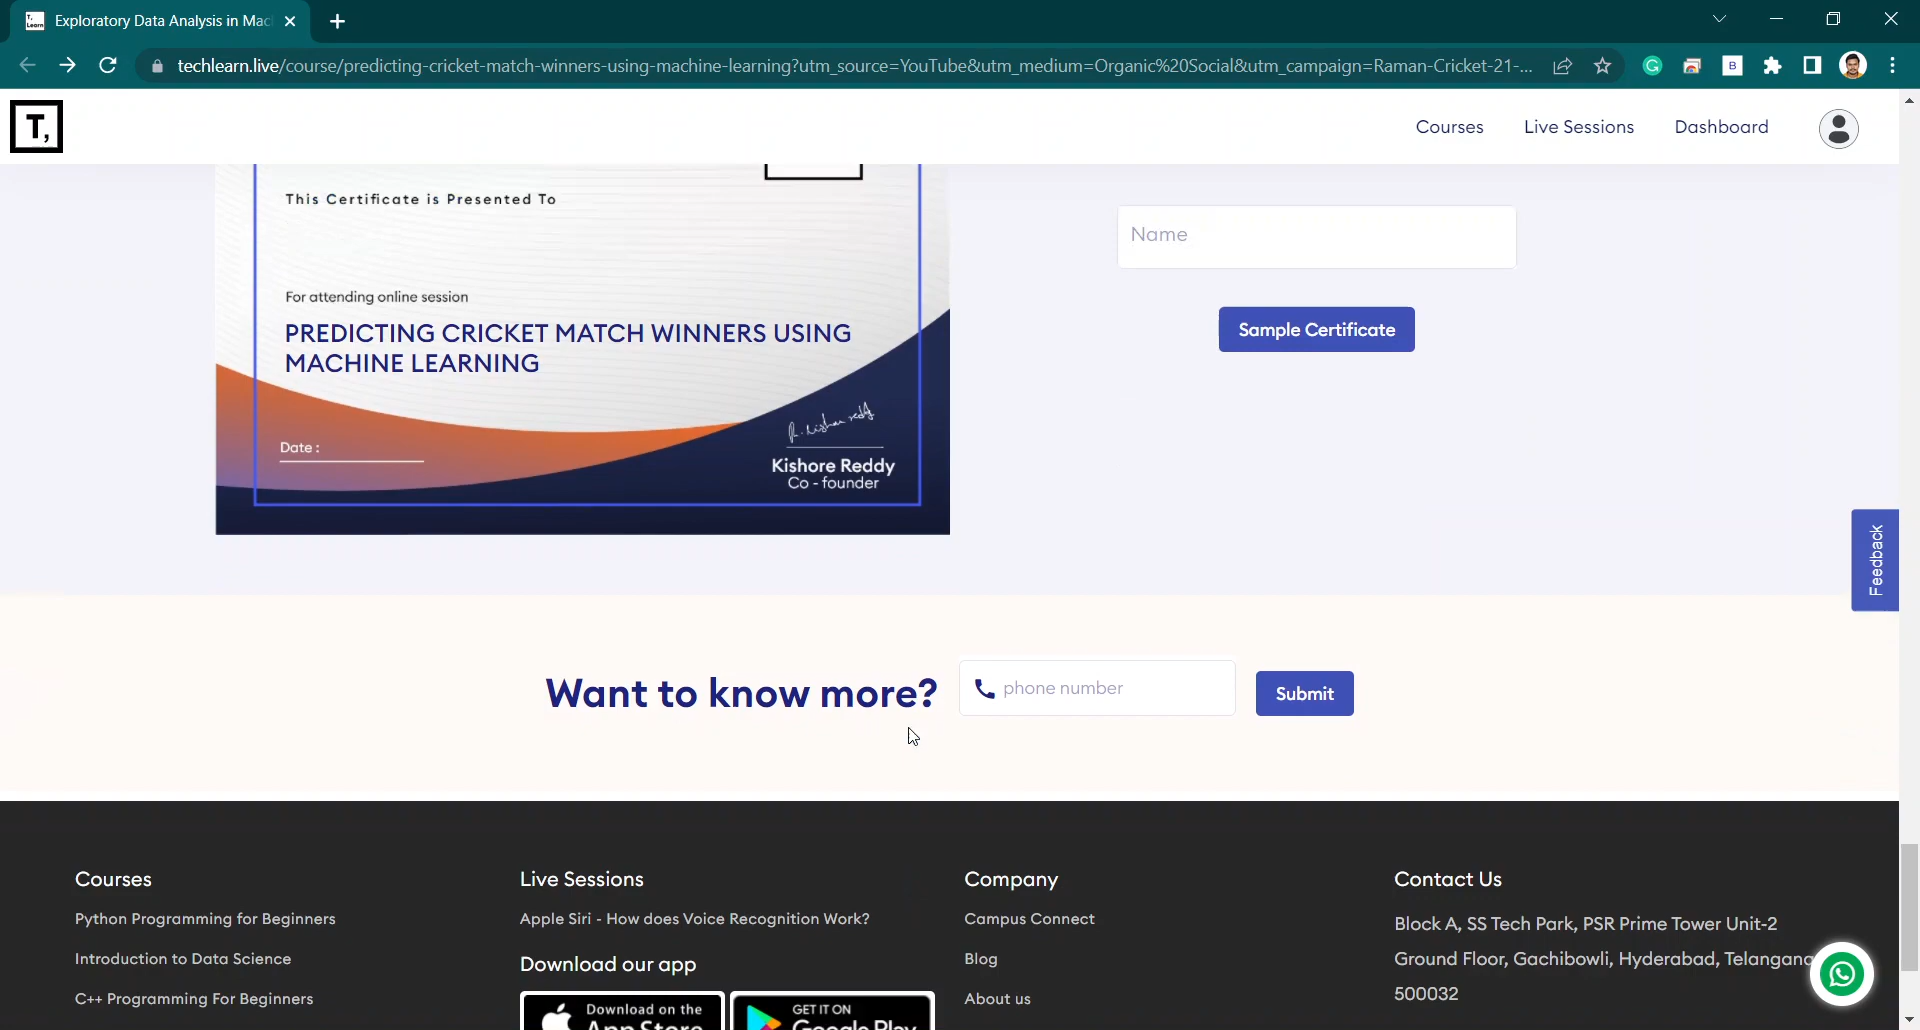 Exploratory Data Analysis in Mac
techlearn.live/course/predicting-cricket-match-winners-using-machine-learning?utm_source=YouTube&utm_medium=Organic%20Social&utm_campaign=Raman-Cricket-21-...
T,
Courses
Live Sessions
Dashboard
This Certificate is Presented To
For attending online session
PREDICTING CRICKET MATCH WINNERS USING
MACHINE LEARNING
Date :
Kishore Reddy
Co - founder
Name
Sample Certificate
Feedback
Want to know more?
phone number
Submit
Courses
Python Programming for Beginners
Introduction to Data Science
C++ Programming For Beginners
Live Sessions
Apple Siri - How does Voice Recognition Work?
Download our app
Download on the
App Store
GET IT ON
Google Play
Company
Campus Connect
Blog
About us
Contact Us
Block A, SS Tech Park, PSR Prime Tower Unit-2
Ground Floor, Gachibowli, Hyderabad, Telangana
500032